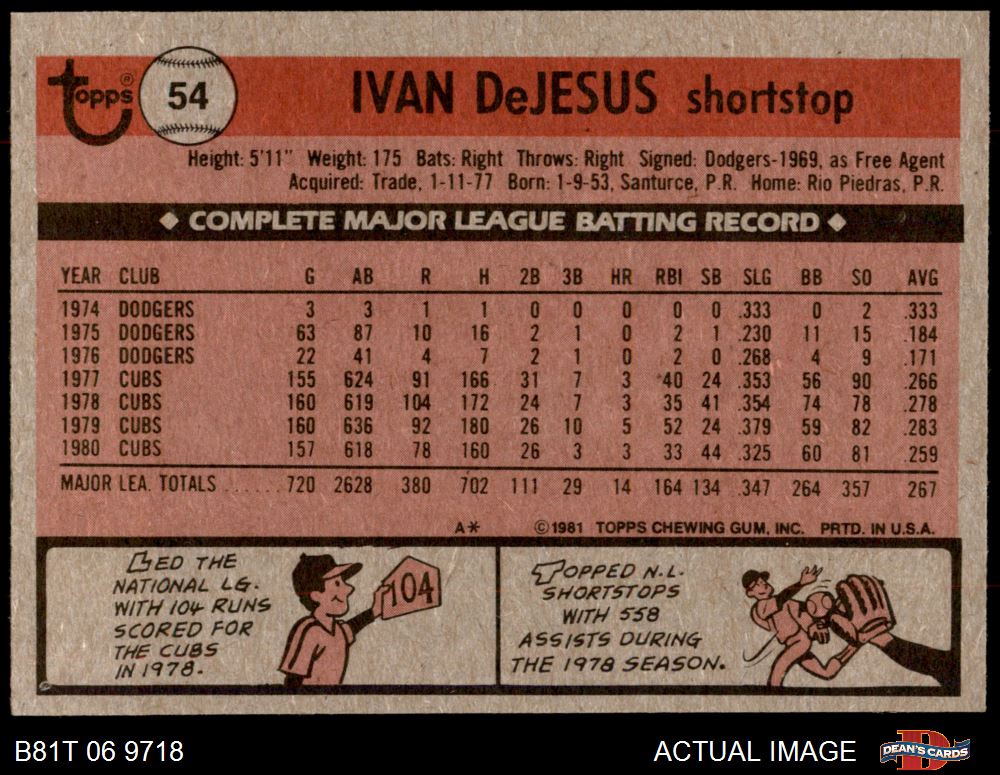 Topps ® 54 IVAN DeJESUS shortstop
Height: 5'11" Weight: 175 Bats: Right Throws: Right Signed: Dodgers-1969, as Free Agent
Acquired: Trade, 1-11-77 Born: 1-9-53, Santurce, P.R. Home: Rio Piedras, P.R.
◆ COMPLETE MAJOR LEAGUE BATTING RECORD ◆
YEAR CLUB G AB R H 2B 3B HR RBI SB SLG BB SO AVG
1974 DODGERS 3 3 1 1 0 0 0 0 0 .333 0 2 .333
1975 DODGERS 63 87 10 16 2 1 0 2 1 .230 11 15 .184
1976 DODGERS 22 41 4 7 2 1 0 2 0 .268 4 9 .171
1977 CUBS 155 624 91 166 31 7 3 40 24 .353 56 90 .266
1978 CUBS 160 619 104 172 24 7 3 35 41 .354 74 78 .278
1979 CUBS 160 636 92 180 26 10 5 52 24 .379 59 82 .283
1980 CUBS 157 618 78 160 26 3 3 33 44 .325 60 81 .259
MAJOR LEA. TOTALS ...... 720 2628 380 702 111 29 14 164 134 .347 264 357 .267
A* ©1981 TOPPS CHEWING GUM, INC. PRTD. IN U.S.A.
LED THE
NATIONAL LG.
WITH 104 RUNS
SCORED FOR
THE CUBS
IN 1978.
104
TOPPED N.L.
SHORTSTOPS
WITH 558
ASSISTS DURING
THE 1978 SEASON.
B81T 06 9718 ACTUAL IMAGE DEAN'S CARDS